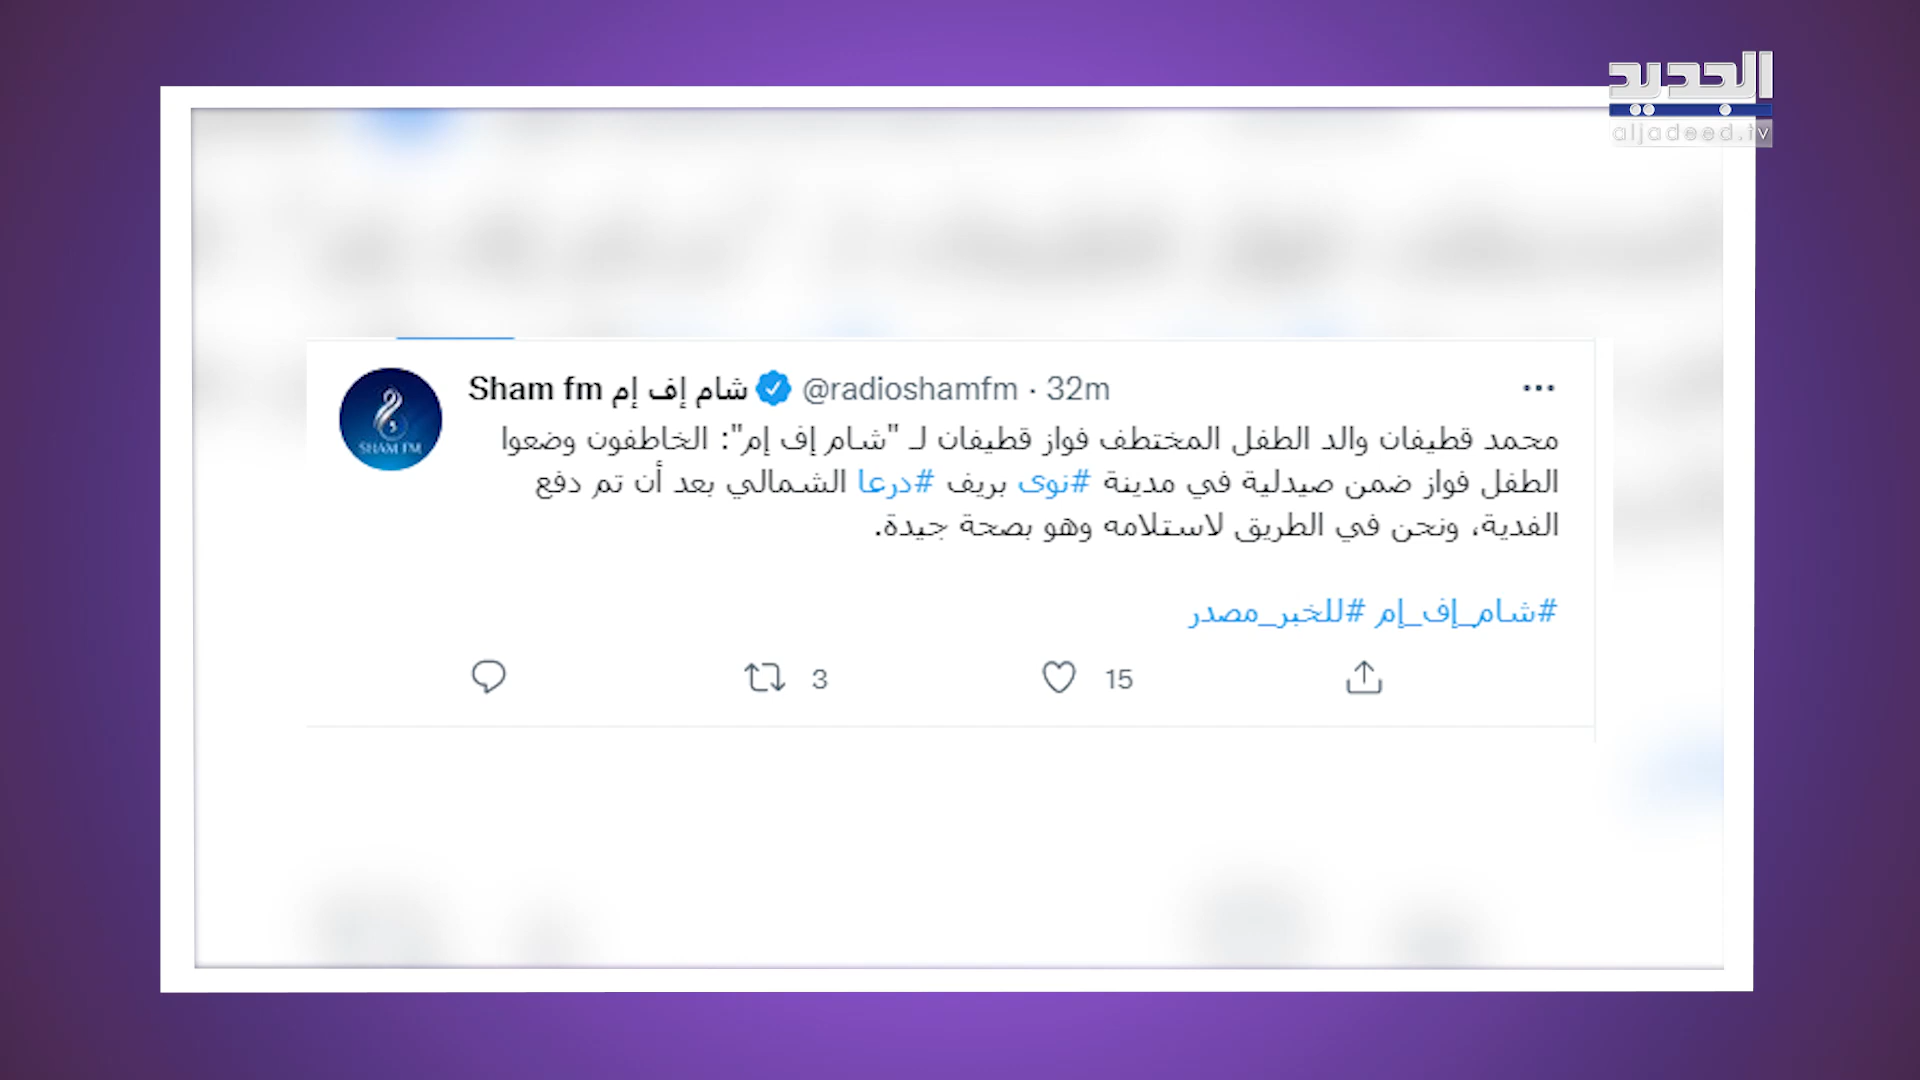 الجديد
aljadeed.tv
Sham fm شام إف إم @radioshamfm · 32m
SHAM FM
محمد قطيفان والد الطفل المختطف فواز قطيفان لـ "شام إف إم": الخاطفون وضعوا
الطفل فواز ضمن صيدلية في مدينة #نوى بريف #درعا الشمالي بعد أن تم دفع
الفدية، ونحن في الطريق لاستلامه وهو بصحة جيدة.
#شام_إف_إم #للخبر_مصدر
3 15